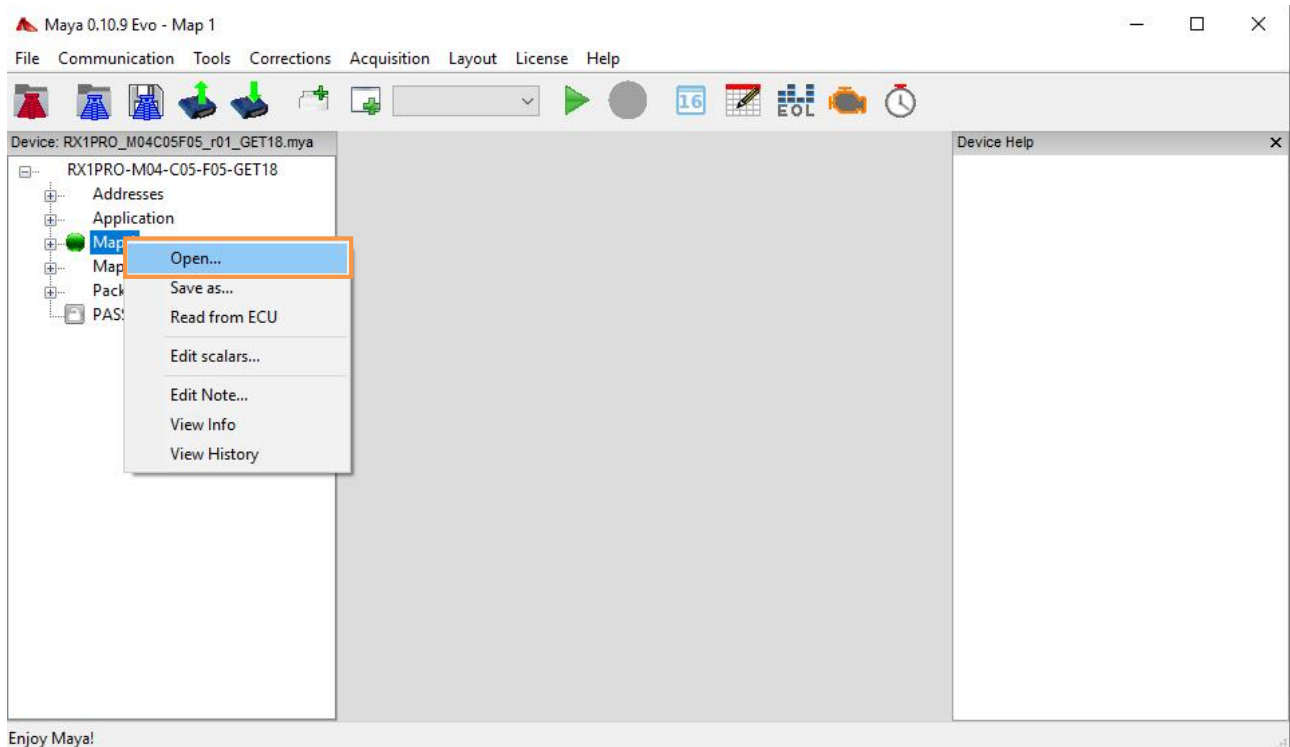 Maya 0.10.9 Evo - Map 1
File Communication Tools Corrections Acquisition Layout License Help
16
EOL
Device: RX1PRO_M04C05F05_r01_GET18.mya
Device Help
RX1PRO-M04-C05-F05-GET18
Addresses
Application
Map
Open...
Map
Save as...
Pack
Read from ECU
PAS
Edit scalars...
Edit Note...
View Info
View History
Enjoy Maya!